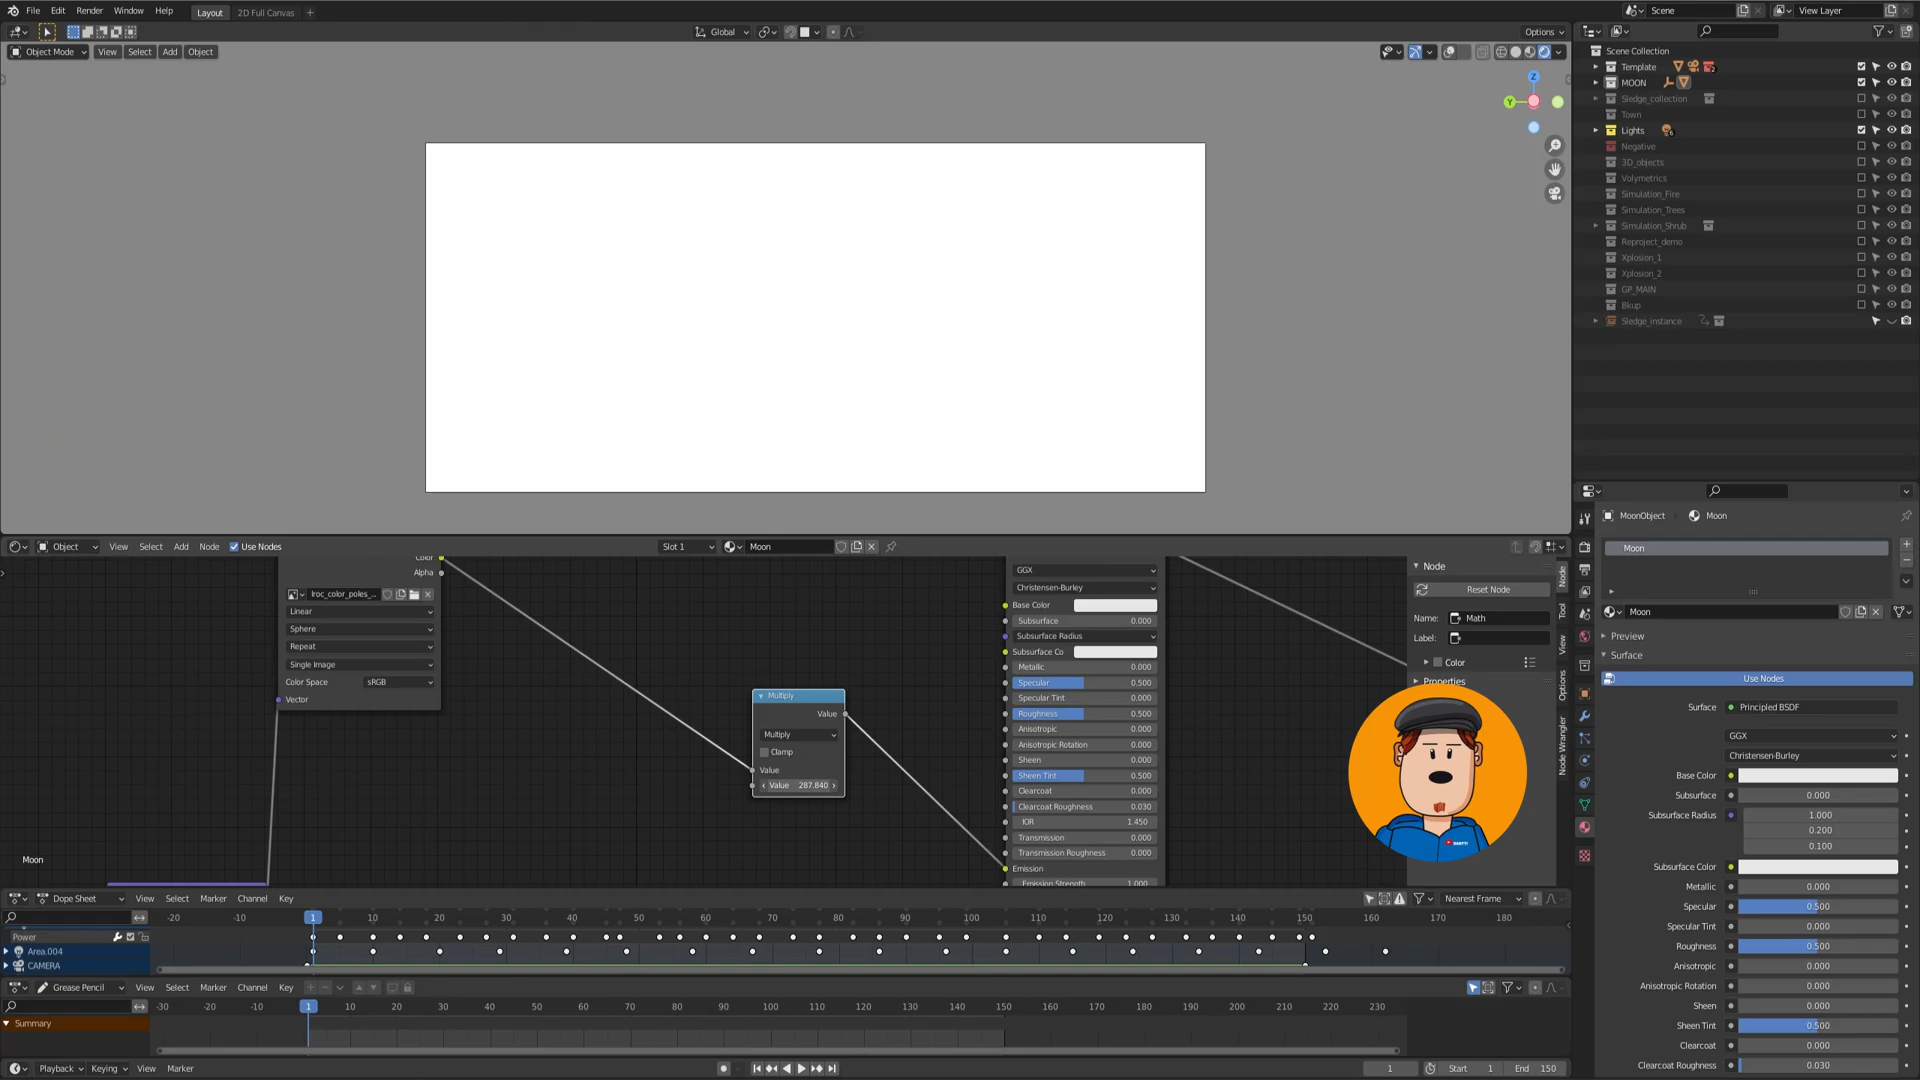 File Edit Render Window Help Layout 2D Full Canvas Scene View Layer
Global Options
Object Mode View Select Add Object
Z
Y
Scene Collection
Template 2
MOON
Sledge_collection
Town
Lights 6
Negative
3D_objects
Volymetrics
Simulation_Fire
Simulation_Trees
Simulation_Shrub
Reproject_demo
Xplosion_1
Xplosion_2
GP_MAIN
Bkup
Sledge_instance
Object View Select Add Node Use Nodes Slot 1 Moon
Color
Alpha
lroc_color_poles_...
Linear
Sphere
Repeat
Single Image
Color Space sRGB
Vector
Moon
Multiply
Value
Multiply
Clamp
Value
Value 287.840
GGX
Christensen-Burley
Base Color
Subsurface 0.000
Subsurface Radius
Subsurface Co
Metallic 0.000
Specular 0.500
Specular Tint 0.000
Roughness 0.500
Anisotropic 0.000
Anisotropic Rotation 0.000
Sheen 0.000
Sheen Tint 0.500
Clearcoat 0.000
Clearcoat Roughness 0.030
IOR 1.450
Transmission 0.000
Transmission Roughness 0.000
Emission
Emission Strength 1.000
Node
Reset Node
Name: Math
Label:
Color
Properties
Node
Tool
View
Options
Node Wrangler
MoonObject Moon
Moon
Moon
Preview
Surface
Use Nodes
Surface Principled BSDF
GGX
Christensen-Burley
Base Color
Subsurface 0.000
Subsurface Radius 1.000
0.200
0.100
Subsurface Color
Metallic 0.000
Specular 0.500
Specular Tint 0.000
Roughness 0.500
Anisotropic 0.000
Anisotropic Rotation 0.000
Sheen 0.000
Sheen Tint 0.500
Clearcoat 0.000
Clearcoat Roughness 0.030
Dope Sheet View Select Marker Channel Key Nearest Frame
-20 -10 1 10 20 30 40 50 60 70 80 90 100 110 120 130 140 150 160 170 180
Power
Area.004
CAMERA
Grease Pencil View Select Marker Channel Key
-30 -20 -10 1 10 20 30 40 50 60 70 80 90 100 110 120 130 140 150 160 170 180 190 200 210 220 230
Summary
Playback Keying View Marker 1 Start 1 End 150